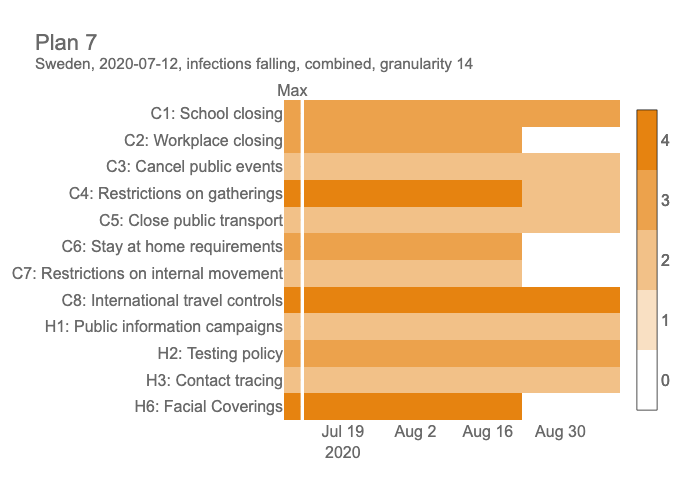 Plan 7
Sweden, 2020-07-12, infections falling, combined, granularity 14
Max
C1: School closing
C2: Workplace closing
C3: Cancel public events
C4: Restrictions on gatherings
C5: Close public transport
C6: Stay at home requirements
C7: Restrictions on internal movement
C8: International travel controls
H1: Public information campaigns
H2: Testing policy
H3: Contact tracing
H6: Facial Coverings
4
3
2
1
0
Jul 19 Aug 2 Aug 16 Aug 30
2020